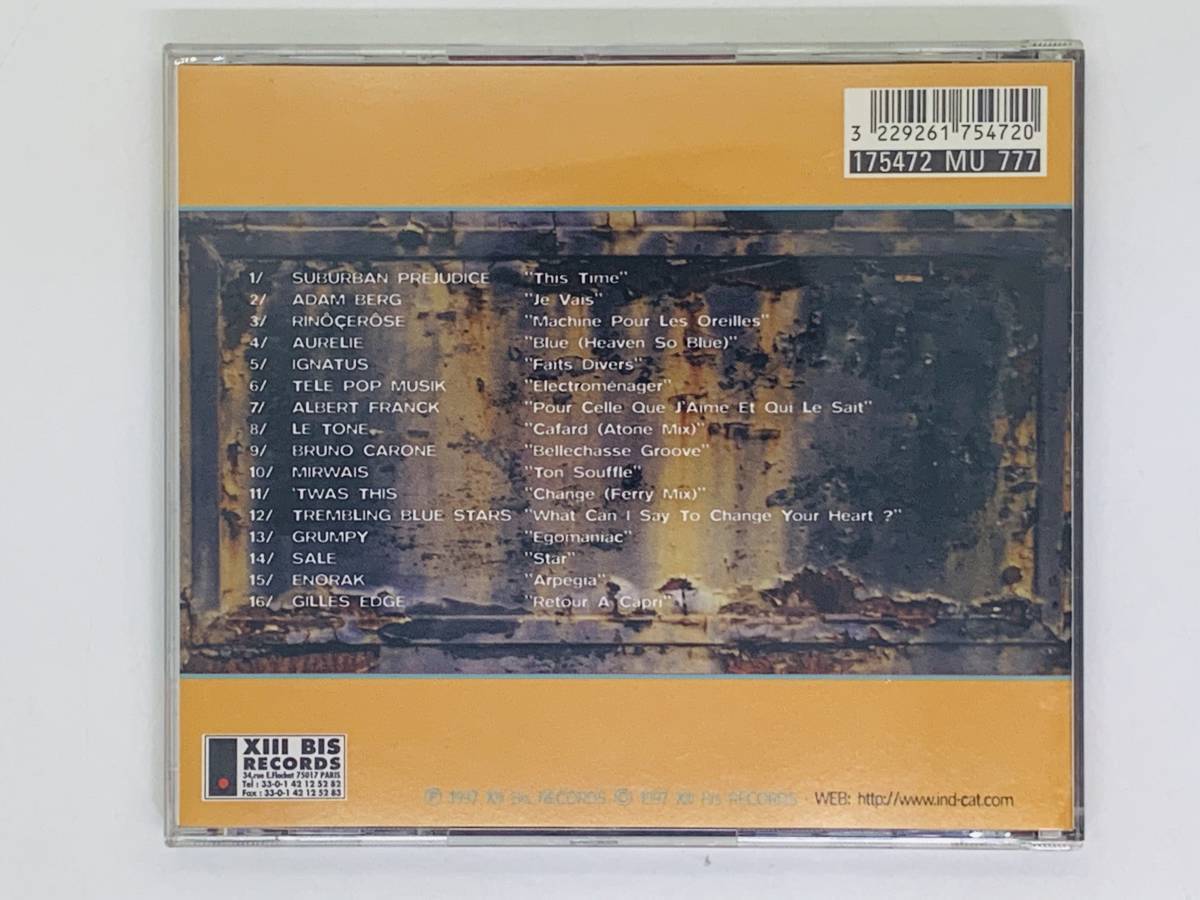 3 229261 754720
175472 MU 777
1/ SUBURBAN PREJUDICE "This Time"
2/ ADAM BERG "Je Vais"
3/ RINÔÇERÔSE "Machine Pour Les Oreilles"
4/ AURELIE "Blue (Heaven So Blue)"
5/ IGNATUS "Faits Divers"
6/ TELE POP MUSIK "Electroménager"
7/ ALBERT FRANCK "Pour Celle Que J'Aime Et Qui Le Sait"
8/ LE TONE "Cafard (Atone Mix)"
9/ BRUNO CARONE "Bellechasse Groove"
10/ MIRWAIS "Ton Souffle"
11/ 'TWAS THIS "Change (Ferry Mix)"
12/ TREMBLING BLUE STARS "What Can I Say To Change Your Heart ?"
13/ GRUMPY "Egomaniac"
14/ SALE "Star"
15/ ENORAK "Arpegia"
16/ GILLES EDGE "Retour A Capri"
XIII BIS
RECORDS
34,rue E.Flachat 75017 PARIS
Tel : 33-0-1 42 12 52 82
Fax : 33-0-1 42 12 52 83
℗ 1997 XIII Bis RECORDS © 1997 XIII Bis RECORDS · WEB: http://www.ind-cat.com